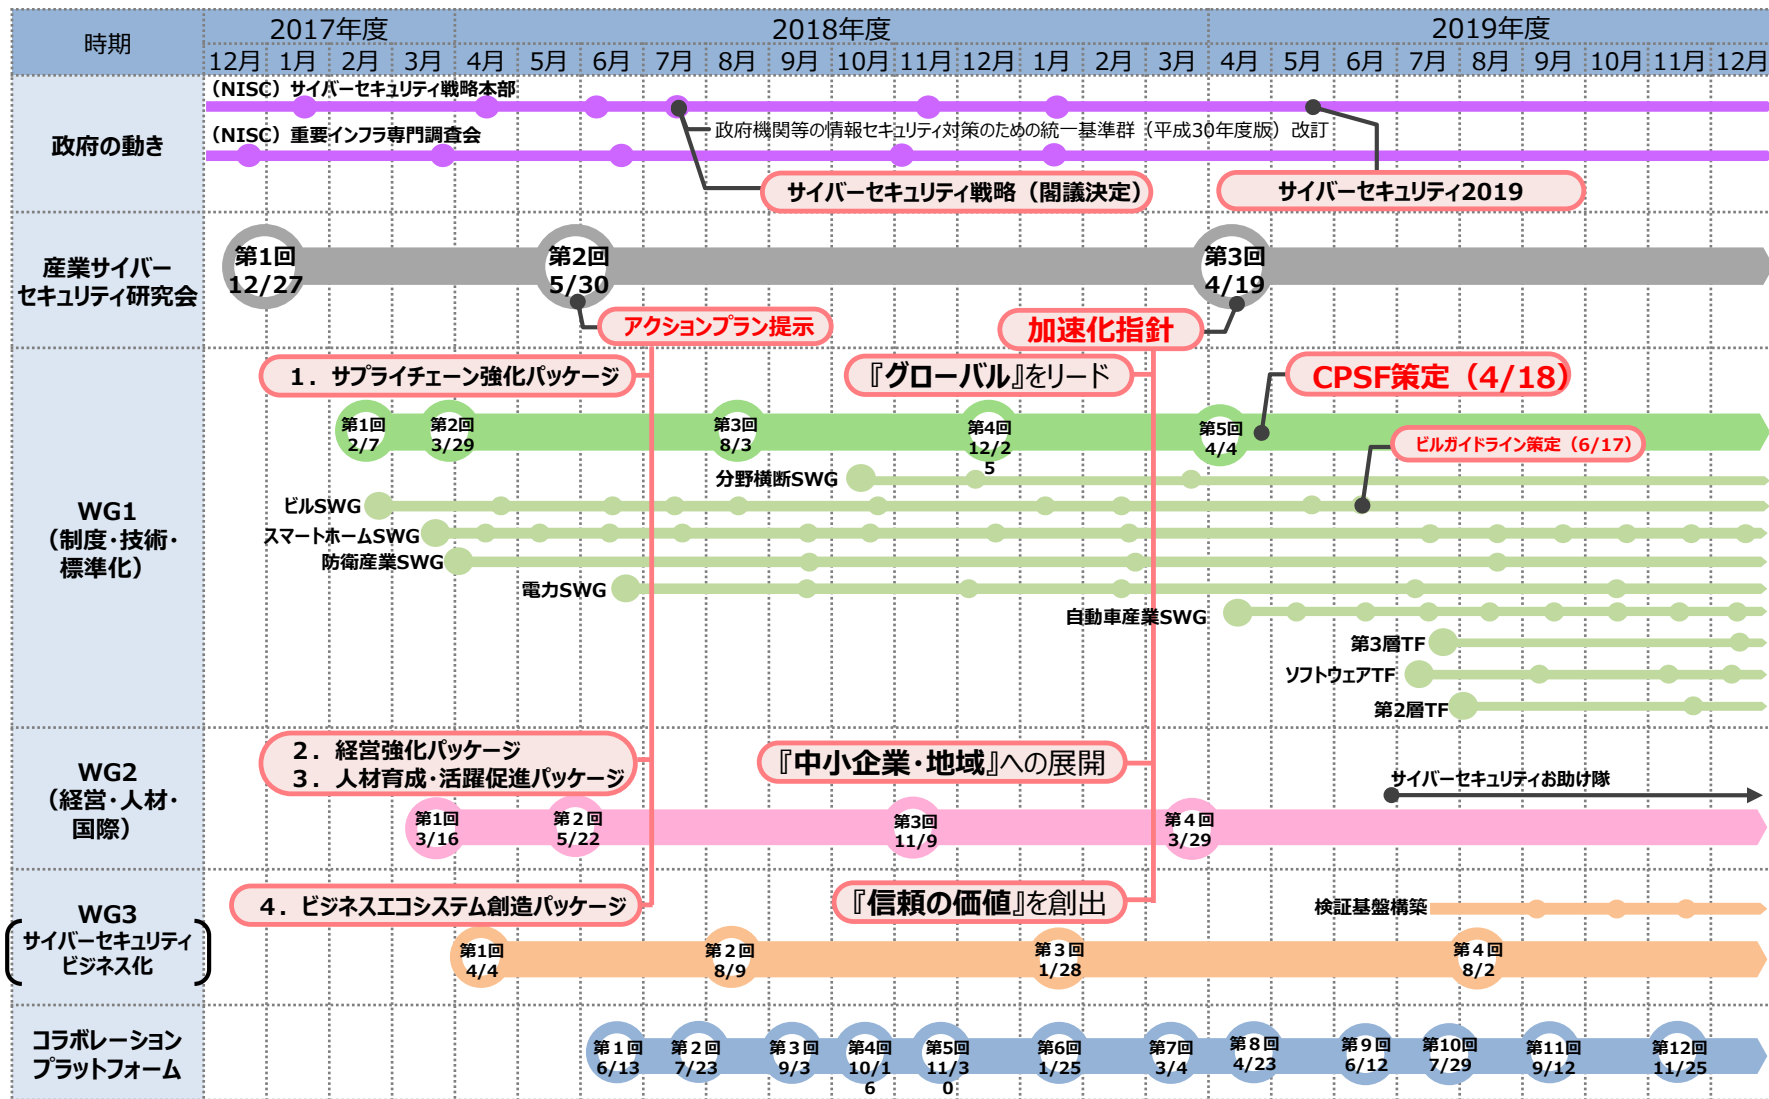 時期
2017年度
2018年度
2019年度
12月 1月 2月 3月 4月 5月 6月 7月 8月 9月 10月 11月 12月 1月 2月 3月 4月 5月 6月 7月 8月 9月 10月 11月 12月
政府の動き
（NISC）サイバーセキュリティ戦略本部
政府機関等の情報セキュリティ対策のための統一基準群（平成30年度版）改訂
（NISC）重要インフラ専門調査会
サイバーセキュリティ戦略（閣議決定）
サイバーセキュリティ2019
産業サイバー
セキュリティ研究会
第1回
12/27
第2回
5/30
第3回
4/19
アクションプラン提示
加速化指針
WG1
（制度・技術・
標準化）
1．サプライチェーン強化パッケージ
『グローバル』をリード
CPSF策定（4/18）
第1回
2/7
第2回
3/29
第3回
8/3
第4回
12/2
5
第5回
4/4
ビルガイドライン策定（6/17）
分野横断SWG
ビルSWG
スマートホームSWG
防衛産業SWG
電力SWG
自動車産業SWG
第3層TF
ソフトウェアTF
第2層TF
WG2
（経営・人材・
国際）
2．経営強化パッケージ
3．人材育成・活躍促進パッケージ
『中小企業・地域』への展開
サイバーセキュリティお助け隊
第1回
3/16
第2回
5/22
第3回
11/9
第4回
3/29
WG3
サイバーセキュリティ
ビジネス化
4．ビジネスエコシステム創造パッケージ
『信頼の価値』を創出
検証基盤構築
第1回
4/4
第2回
8/9
第3回
1/28
第4回
8/2
コラボレーション
プラットフォーム
第1回
6/13
第2回
7/23
第3回
9/3
第4回
10/1
6
第5回
11/3
0
第6回
1/25
第7回
3/4
第8回
4/23
第9回
6/12
第10回
7/29
第11回
9/12
第12回
11/25